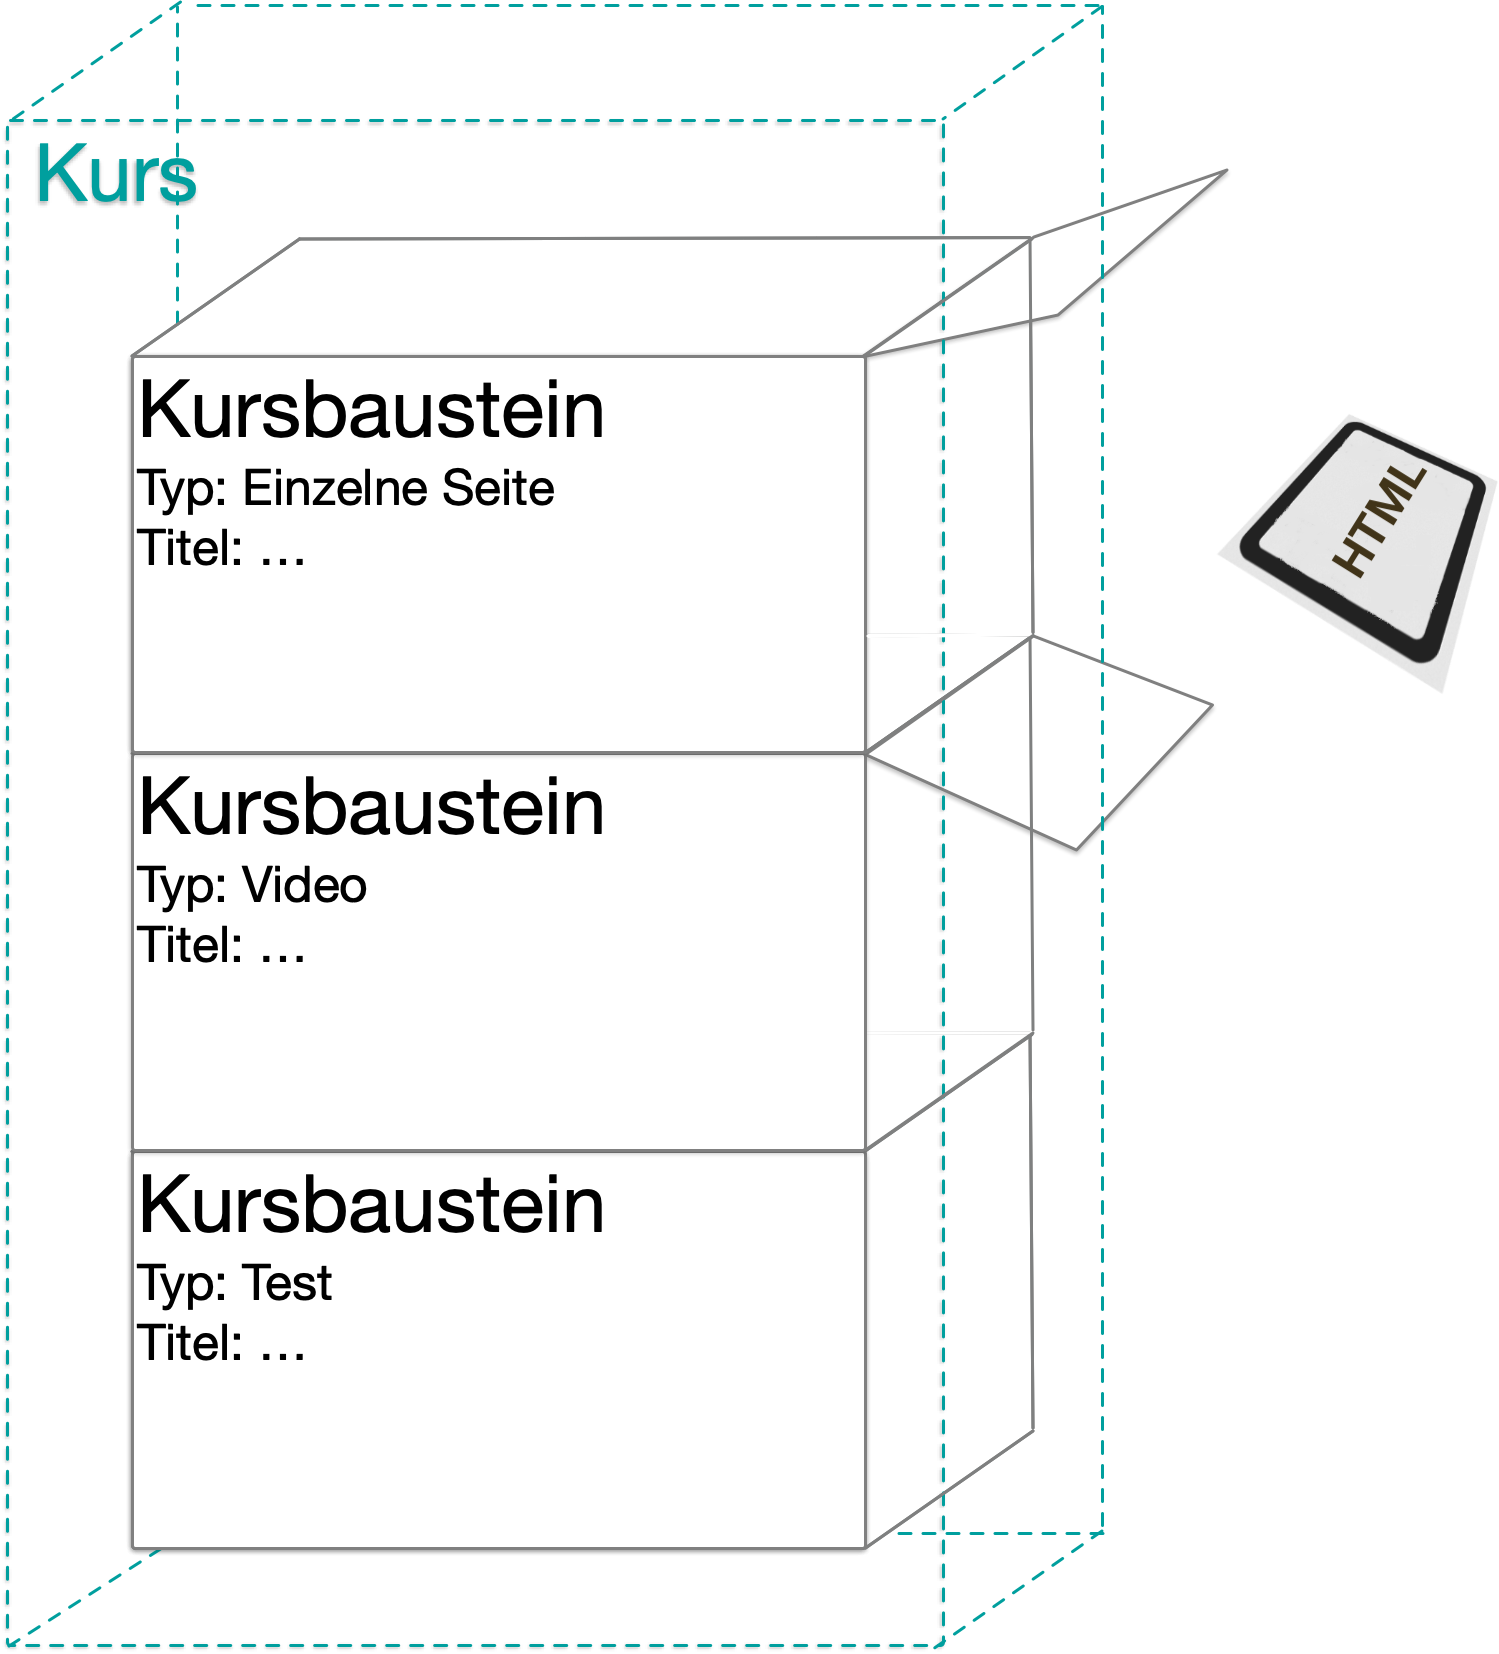 Kurs
Kursbaustein
Typ: Einzelne Seite
Titel: …
HTML
Kursbaustein
Typ: Video
Titel: …
Kursbaustein
Typ: Test
Titel: …